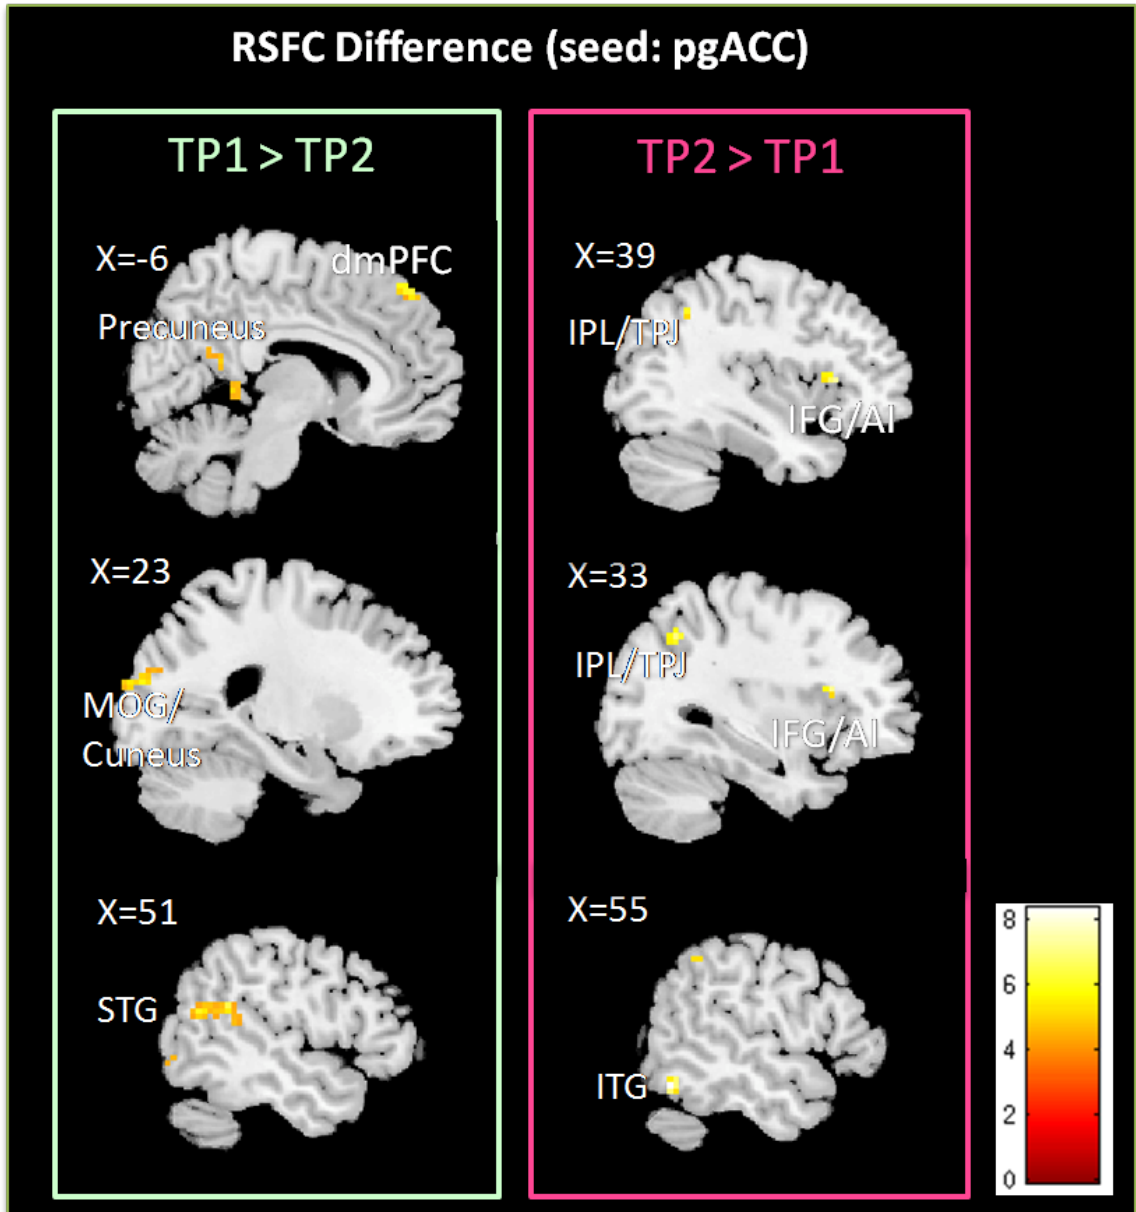 RSFC Difference (seed: pgACC)
TP1 > TP2
X=-6
dmPFC
Precuneus
X=23
MOG/
Cuneus
X=51
STG
TP2 > TP1
X=39
IPL/TPJ
IFG/AI
X=33
IPL/TPJ
IFG/AI
X=55
ITG
8
6
4
2
0